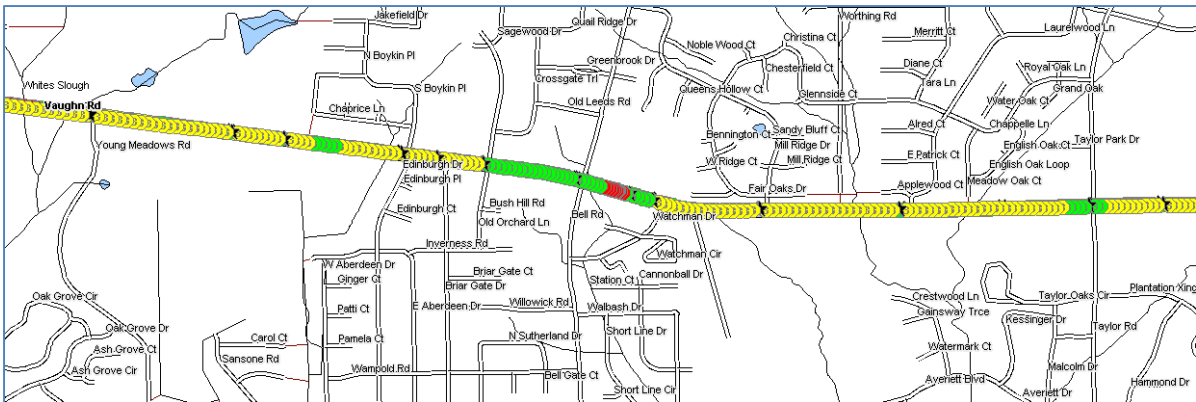 Jakefield Dr
Quail Ridge Dr
Worthing Rd
Laurelwood Ln
Sagewood Dr
Christina Ct
Merritt Ct
N Boykin Pl
Noble Wood Ct
Greenbrook Dr
Diane Ct
Royal Oak Ln
Chesterfield Ct
Crossgate Trl
Tara Ln
Whites Slough
S Boykin Pl
Queens Hollow Ct
Glennside Ct
Grand Oak
Vaughn Rd
Chaprice Ln
Old Leeds Rd
Water Oak Ct
Alred Ct
Chappelle Ln
Bennington Ct
Sandy Bluff Ct
Taylor Park Dr
Young Meadows Rd
Mill Ridge Dr
English Oak Ct
E Patrick Ct
Edinburgh Dr
W Ridge Ct
Mill Ridge Ct
English Oak Loop
Edinburgh Pl
Meadow Oak Ct
Fair Oaks Dr
Applewood Ct
Bush Hill Rd
Edinburgh Ct
Bell Rd
Watchman Dr
Old Orchard Ln
Inverness Rd
Watchman Cir
W Aberdeen Dr
Briar Gate Ct
Cannonball Dr
Ginger Ct
Station Ct
Briar Gate Dr
Plantation Xing
Oak Grove Cir
Crestwood Ln
Taylor Oaks Cir
E Aberdeen Dr
Willowick Rd
Walbash Dr
Patti Ct
Gainsway Trce
Kessinger Dr
Oak Grove Dr
Taylor Rd
Carol Ct
Pamela Ct
N Sutherland Dr
Short Line Dr
Ash Grove Ct
Watermark Ct
Sansone Rd
Ash Grove Cir
Wampold Rd
Malcolm Dr
Bell Gate Ct
Averiett Blvd
Hammond Dr
Short Line Cir
Averiett Dr